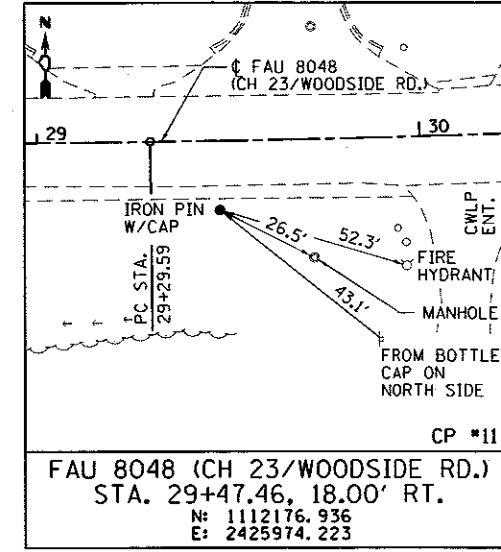 N
℄ FAU 8048
(CH 23/WOODSIDE RD.)
29
30
IRON PIN
W/CAP
26.5'
52.3'
43.1'
CWLP
ENT.
FIRE
HYDRANT
MANHOLE
FROM BOTTLE
CAP ON
NORTH SIDE
PC STA.
29+29.59
CP #11
FAU 8048 (CH 23/WOODSIDE RD.)
STA. 29+47.46, 18.00' RT.
N: 1112176.936
E: 2425974.223